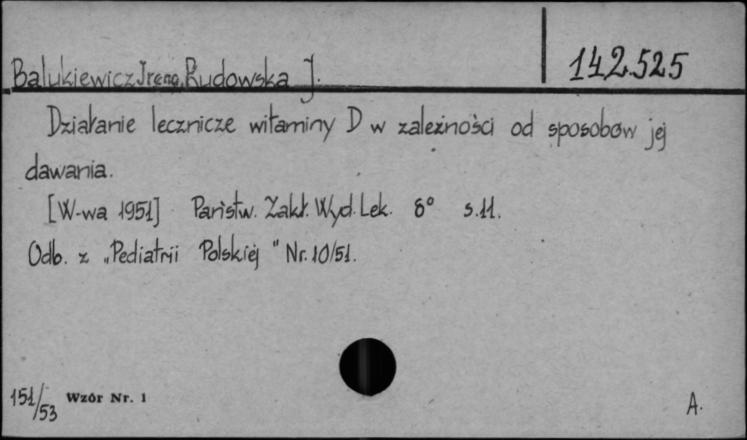 142.525
Balukiewicz Irena, Rudowska J.
Działanie lecznicze witaminy D w zależności od sposobów jej
dawania.
[W-wa 1951] Państw. Zakł. Wyd. Lek. 8° s.11.
Odb. z „Pediatrii Polskiej" Nr. 10/51.
151/53 Wzór Nr. 1
A.